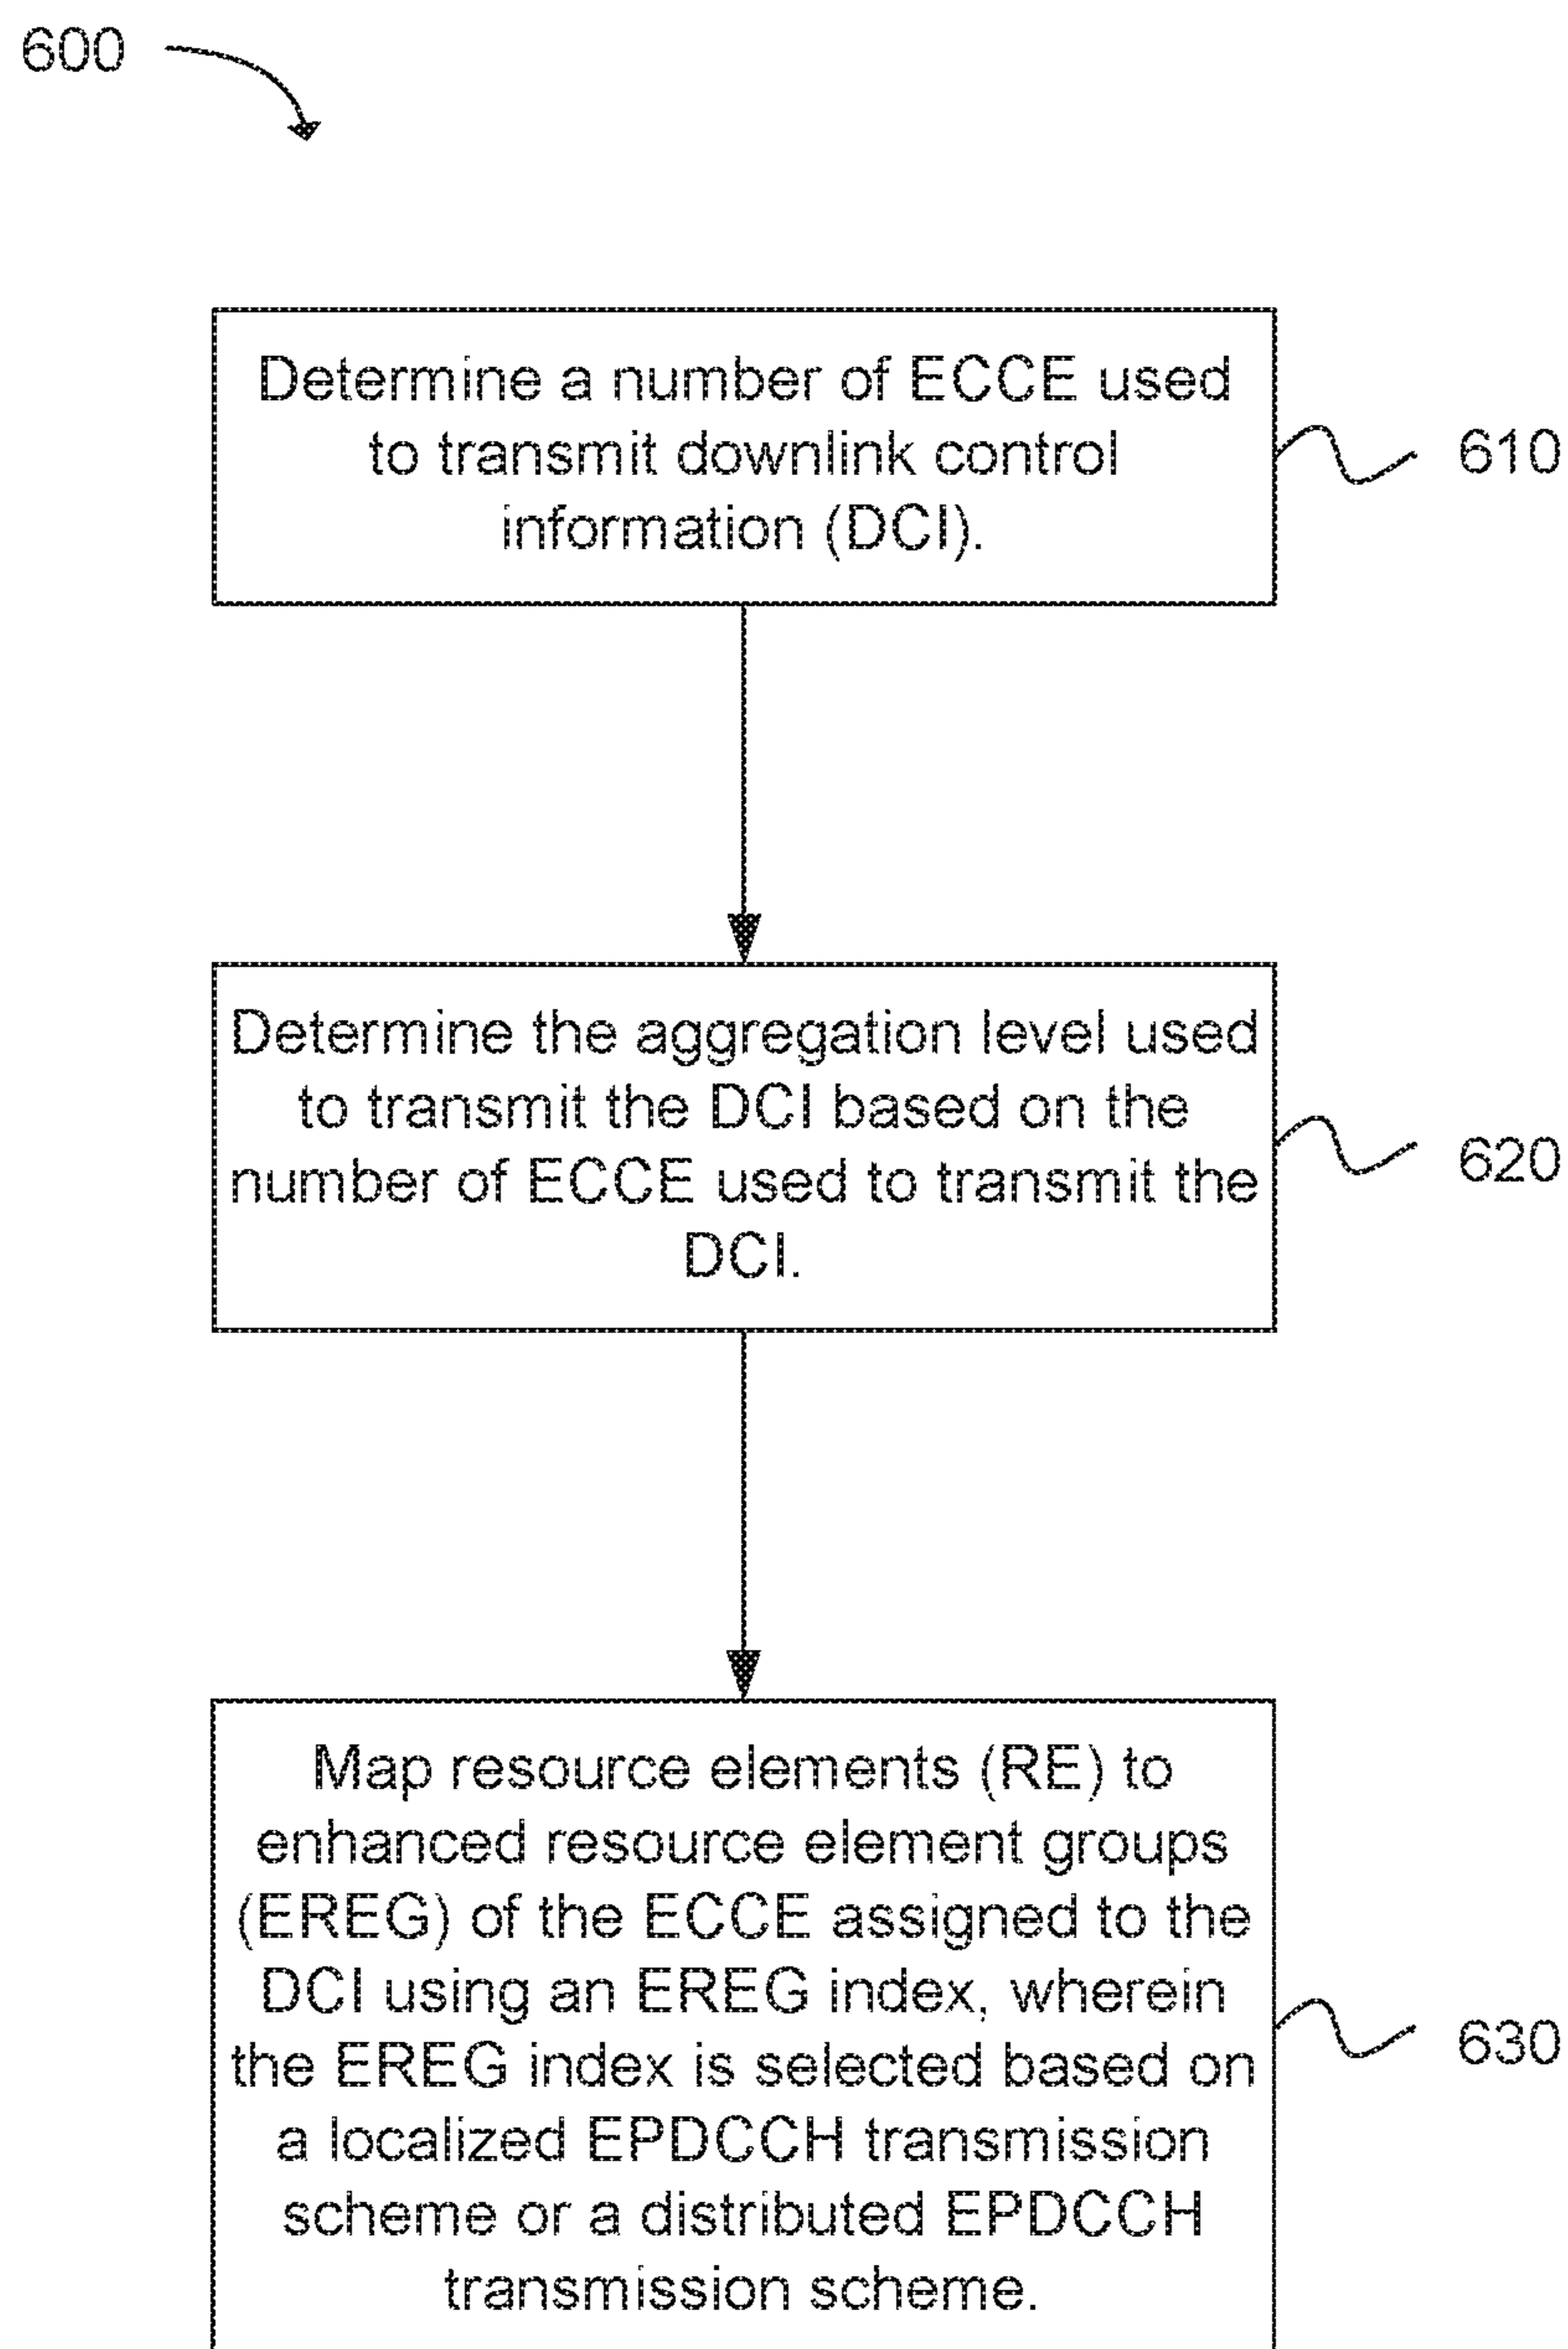 600
Determine a number of ECCE used
to transmit downlink control
information (DCI).
610
Determine the aggregation level used
to transmit the DCI based on the
number of ECCE used to transmit the
DCI.
620
Map resource elements (RE) to
enhanced resource element groups
(EREG) of the ECCE assigned to the
DCI using an EREG index, wherein
the EREG index is selected based on
a localized EPDCCH transmission
scheme or a distributed EPDCCH
transmission scheme.
630